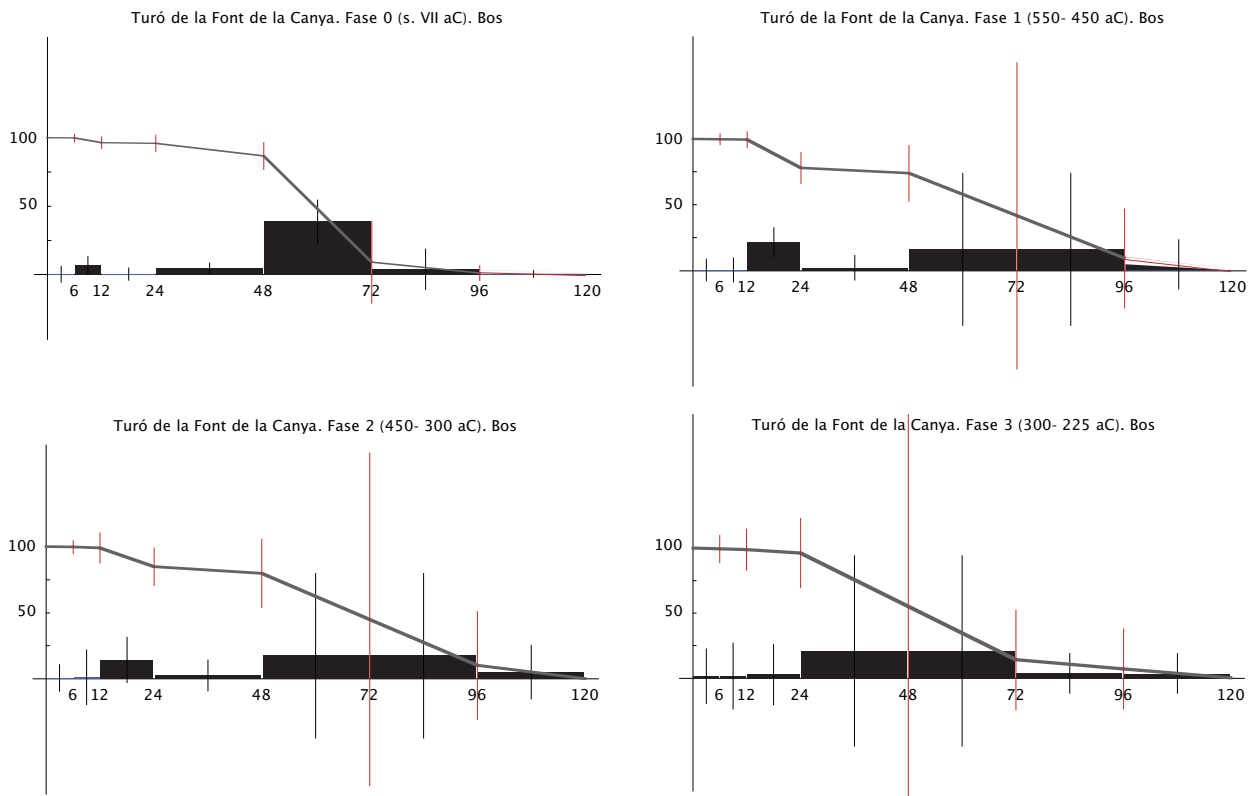 Turó de la Font de la Canya. Fase 0 (s. VII aC). Bos
100
50
6 12 24 48 72 96 120
Turó de la Font de la Canya. Fase 1 (550- 450 aC). Bos
100
50
6 12 24 48 72 96 120
Turó de la Font de la Canya. Fase 2 (450- 300 aC). Bos
100
50
6 12 24 48 72 96 120
Turó de la Font de la Canya. Fase 3 (300- 225 aC). Bos
100
50
6 12 24 48 72 96 120